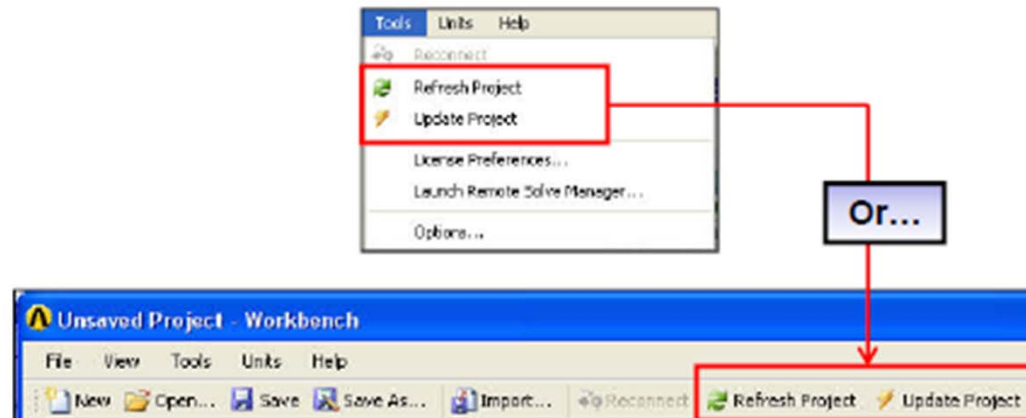 Tools Units Help
Reconnect
Refresh Project
Update Project
License Preferences...
Launch Remote Solve Manager...
Options...
Or...
Unsaved Project - Workbench
File View Tools Units Help
New Open... Save Save As... Import... Reconnect Refresh Project Update Project